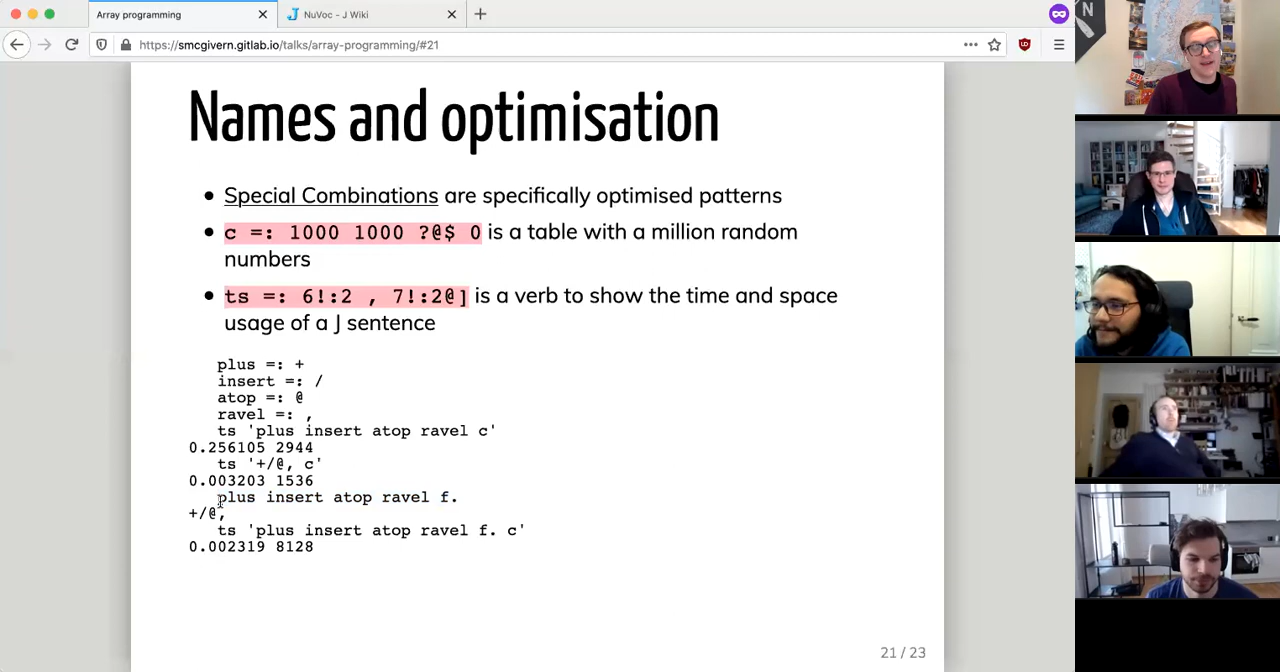 Array programming
NuVoc - J Wiki
https://smcgivern.gitlab.io/talks/array-programming/#21
N
Names and optimisation
Special Combinations are specifically optimised patterns
c =: 1000 1000 ?@$ 0 is a table with a million random
numbers
ts =: 6!:2 , 7!:2@] is a verb to show the time and space
usage of a J sentence
plus =: +
insert =: /
atop =: @
ravel =: ,
ts 'plus insert atop ravel c'
0.256105 2944
ts '+/@, c'
0.003203 1536
plus insert atop ravel f.
+/@,
ts 'plus insert atop ravel f. c'
0.002319 8128
21 / 23